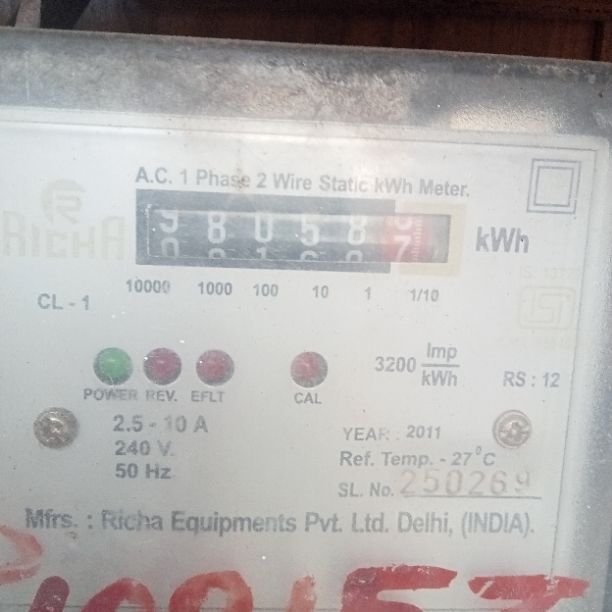 A.C. 1 Phase 2 Wire Static kWh Meter.
RICHA
8058 7 kWh
10000 1000 100 10 1 1/10
CL - 1
3200 Imp/kWh
RS : 12
POWER REV. EFLT CAL
2.5 - 10 A
240 V.
50 Hz
YEAR : 2011
Ref. Temp. - 27°C
SL. No. 250269
Mfrs. : Richa Equipments Pvt. Ltd. Delhi, (INDIA).